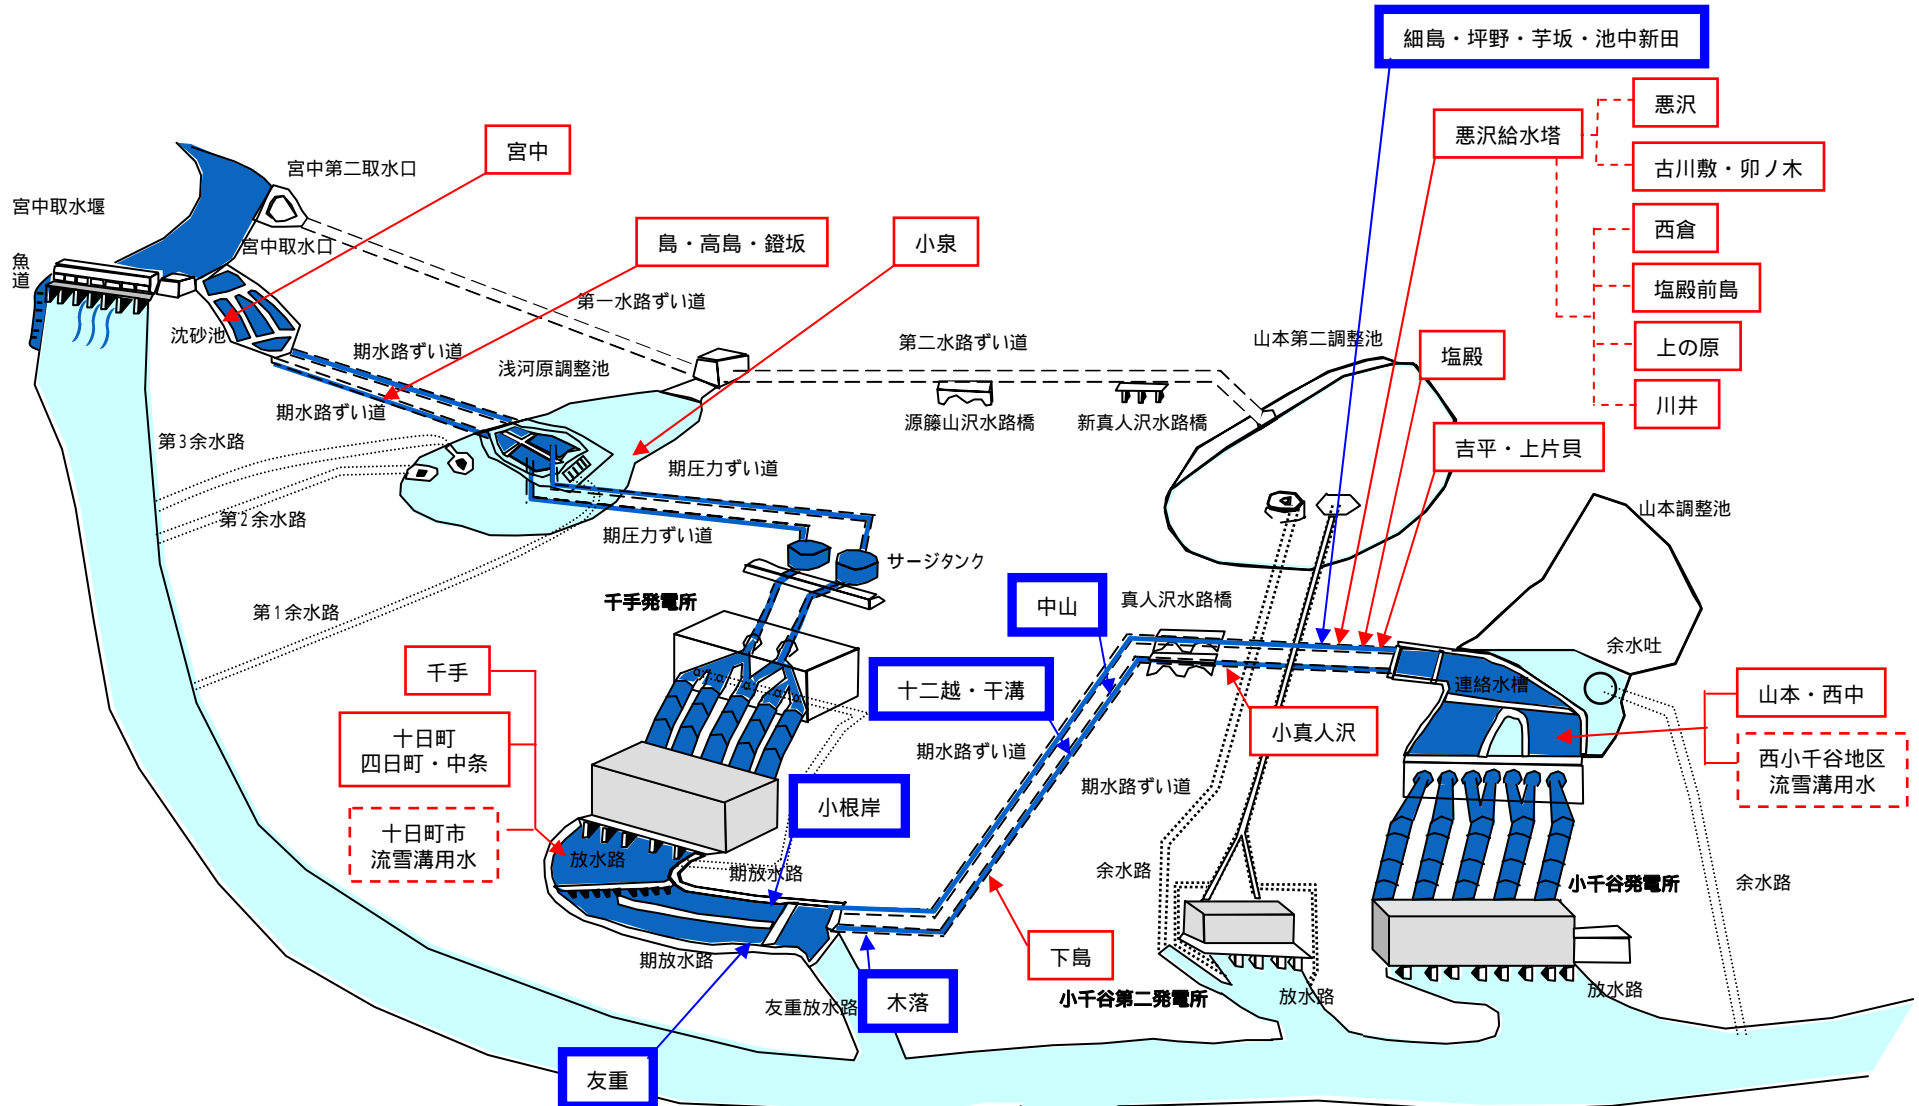 細島・坪野・芋坂・池中新田
悪沢
悪沢給水塔
古川敷・卯ノ木
宮中
宮中第二取水口
宮中取水堰
西倉
島・高島・鐙坂
小泉
宮中取水口
魚道
塩殿前島
第一水路ずい道
沈砂池
第二水路ずい道
山本第二調整池
上の原
期水路ずい道
塩殿
浅河原調整池
川井
期水路ずい道
源籐山沢水路橋
新真人沢水路橋
第3余水路
吉平・上片貝
期圧力ずい道
第2余水路
山本調整池
期圧力ずい道
サージタンク
千手発電所
中山
真人沢水路橋
第1余水路
余水吐
千手
十二越・干溝
連絡水槽
山本・西中
十日町
四日町・中条
小真人沢
期水路ずい道
西小千谷地区
流雪溝用水
期水路ずい道
小根岸
十日町市
流雪溝用水
放水路
期放水路
余水路
小千谷発電所
余水路
下島
期放水路
木落
友重放水路
小千谷第二発電所
放水路
放水路
友重